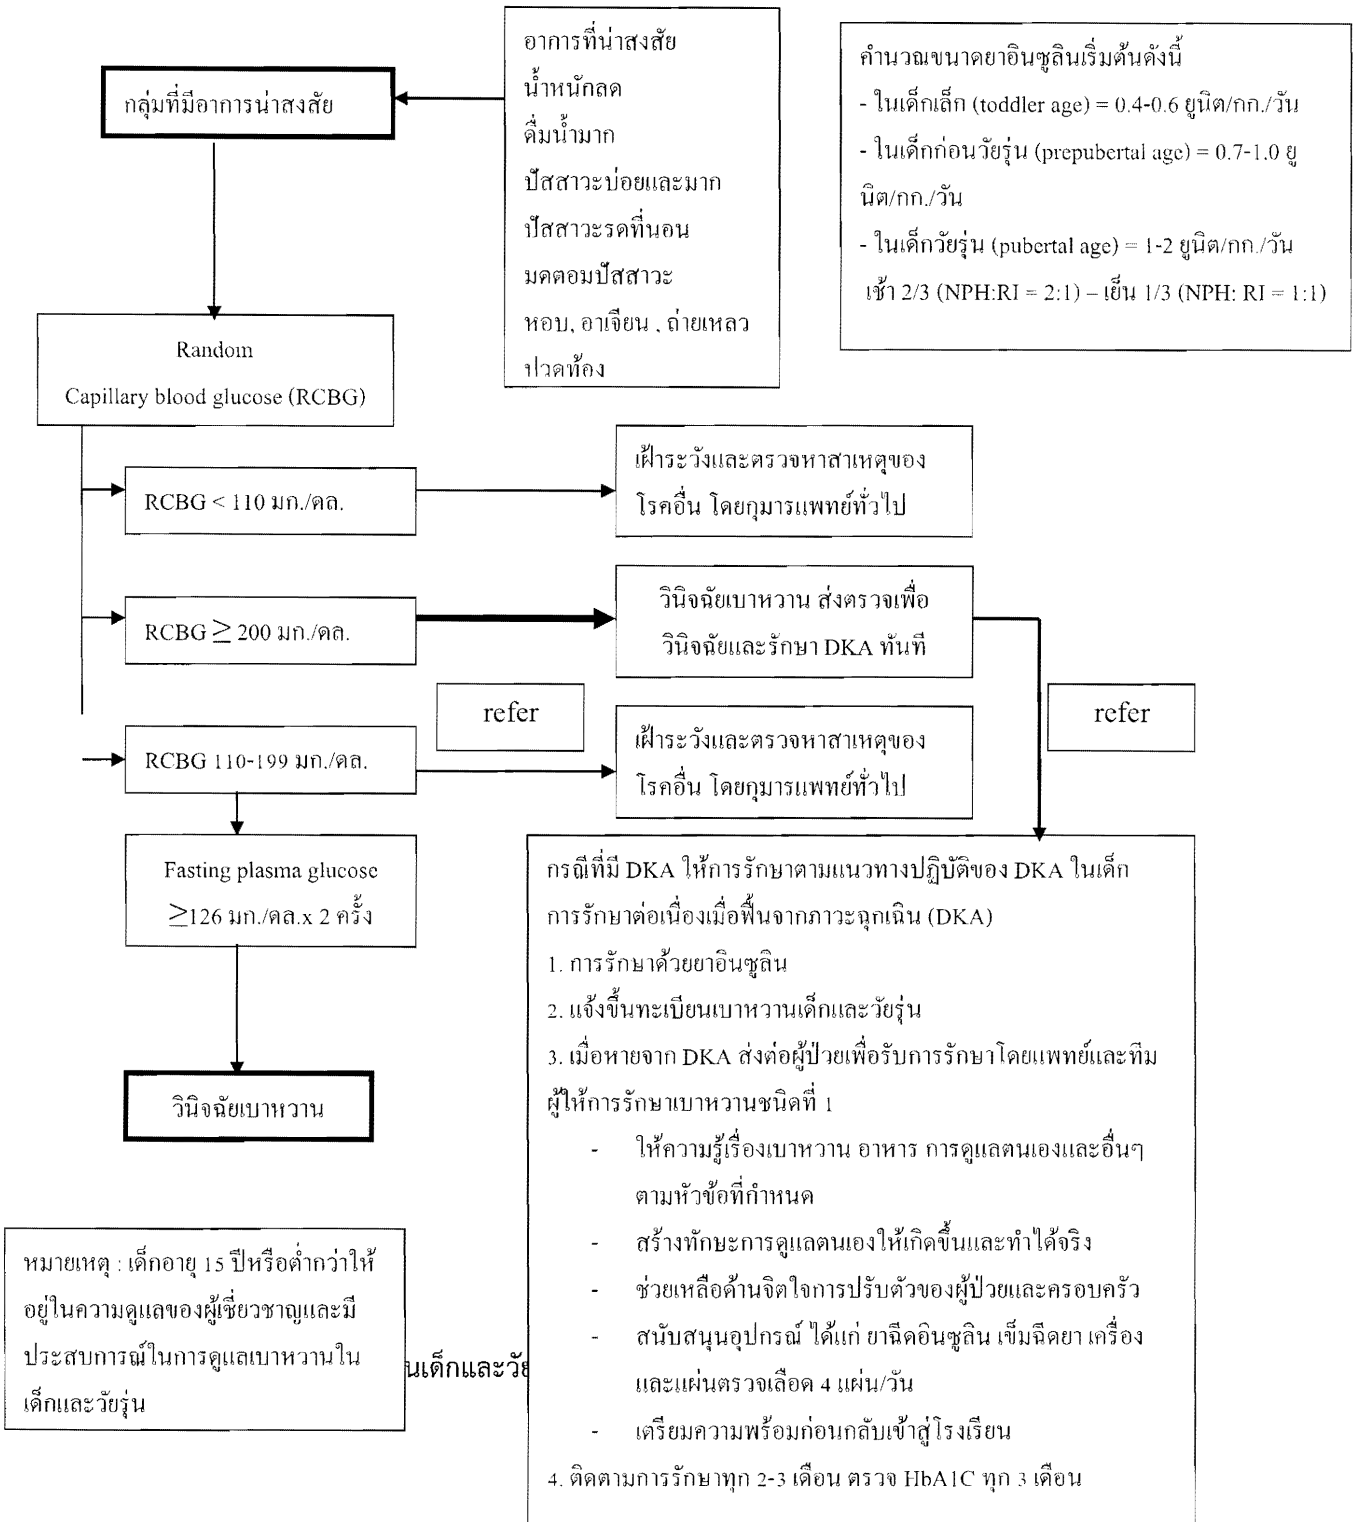 อาการที่น่าสงสัย
น้ำหนักลด
ดื่มน้ำมาก
ปัสสาวะบ่อยและมาก
ปัสสาวะรดที่นอน
มดตอมปัสสาวะ
หอบ, อาเจียน , ถ่ายเหลว
ปวดท้อง
กลุ่มที่มีอาการน่าสงสัย
คำนวณขนาดยาอินซูลินเริ่มต้นดังนี้
- ในเด็กเล็ก (toddler age) = 0.4-0.6 ยูนิต/กก./วัน
- ในเด็กก่อนวัยรุ่น (prepubertal age) = 0.7-1.0 ยู
นิต/กก./วัน
- ในเด็กวัยรุ่น (pubertal age) = 1-2 ยูนิต/กก./วัน
เช้า 2/3 (NPH:RI = 2:1) – เย็น 1/3 (NPH: RI = 1:1)
Random
Capillary blood glucose (RCBG)
RCBG < 110 มก./ดล.
เฝ้าระวังและตรวจหาสาเหตุของ
โรคอื่น โดยกุมารแพทย์ทั่วไป
RCBG ≥ 200 มก./ดล.
วินิจฉัยเบาหวาน ส่งตรวจเพื่อ
วินิจฉัยและรักษา DKA ทันที
refer
refer
RCBG 110-199 มก./ดล.
เฝ้าระวังและตรวจหาสาเหตุของ
โรคอื่น โดยกุมารแพทย์ทั่วไป
Fasting plasma glucose
≥126 มก./ดล.x 2 ครั้ง
วินิจฉัยเบาหวาน
กรณีที่มี DKA ให้การรักษาตามแนวทางปฏิบัติของ DKA ในเด็ก
การรักษาต่อเนื่องเมื่อฟื้นจากภาวะฉุกเฉิน (DKA)
1. การรักษาด้วยยาอินซูลิน
2. แจ้งขึ้นทะเบียนเบาหวานเด็กและวัยรุ่น
3. เมื่อหายจาก DKA ส่งต่อผู้ป่วยเพื่อรับการรักษาโดยแพทย์และทีม
ผู้ให้การรักษาเบาหวานชนิดที่ 1
- ให้ความรู้เรื่องเบาหวาน อาหาร การดูแลตนเองและอื่นๆ
ตามหัวข้อที่กำหนด
- สร้างทักษะการดูแลตนเองให้เกิดขึ้นและทำได้จริง
- ช่วยเหลือด้านจิตใจการปรับตัวของผู้ป่วยและครอบครัว
- สนับสนุนอุปกรณ์ ได้แก่ ยาฉีดอินซูลิน เข็มฉีดยา เครื่อง
และแผ่นตรวจเลือด 4 แผ่น/วัน
- เตรียมความพร้อมก่อนกลับเข้าสู่โรงเรียน
4. ติดตามการรักษาทุก 2-3 เดือน ตรวจ HbA1C ทุก 3 เดือน
หมายเหตุ : เด็กอายุ 15 ปีหรือต่ำกว่าให้
อยู่ในความดูแลของผู้เชี่ยวชาญและมี
ประสบการณ์ในการดูแลเบาหวานใน
เด็กและวัยรุ่น
นเด็กและวัย